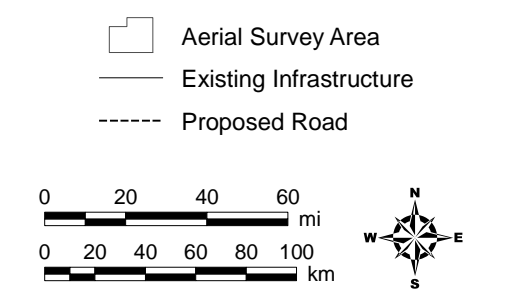 Aerial Survey Area
Existing Infrastructure
Proposed Road
0 20 40 60
mi
0 20 40 60 80 100
km
N
W E
S